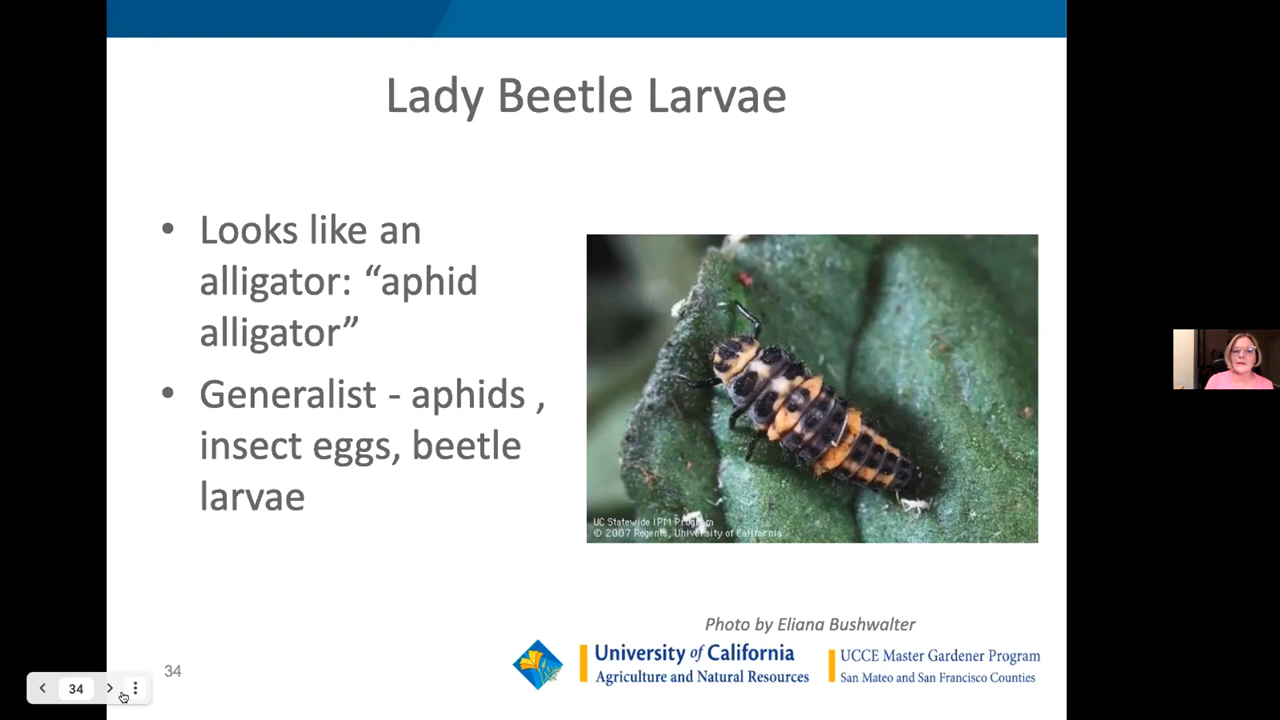 Lady Beetle Larvae
• Looks like an
alligator: “aphid
alligator”
• Generalist - aphids ,
insect eggs, beetle
larvae
UC Statewide IPM Program
© 2007 Regents, University of California
Photo by Eliana Bushwalter
University of California
Agriculture and Natural Resources
UCCE Master Gardener Program
San Mateo and San Francisco Counties
34
34